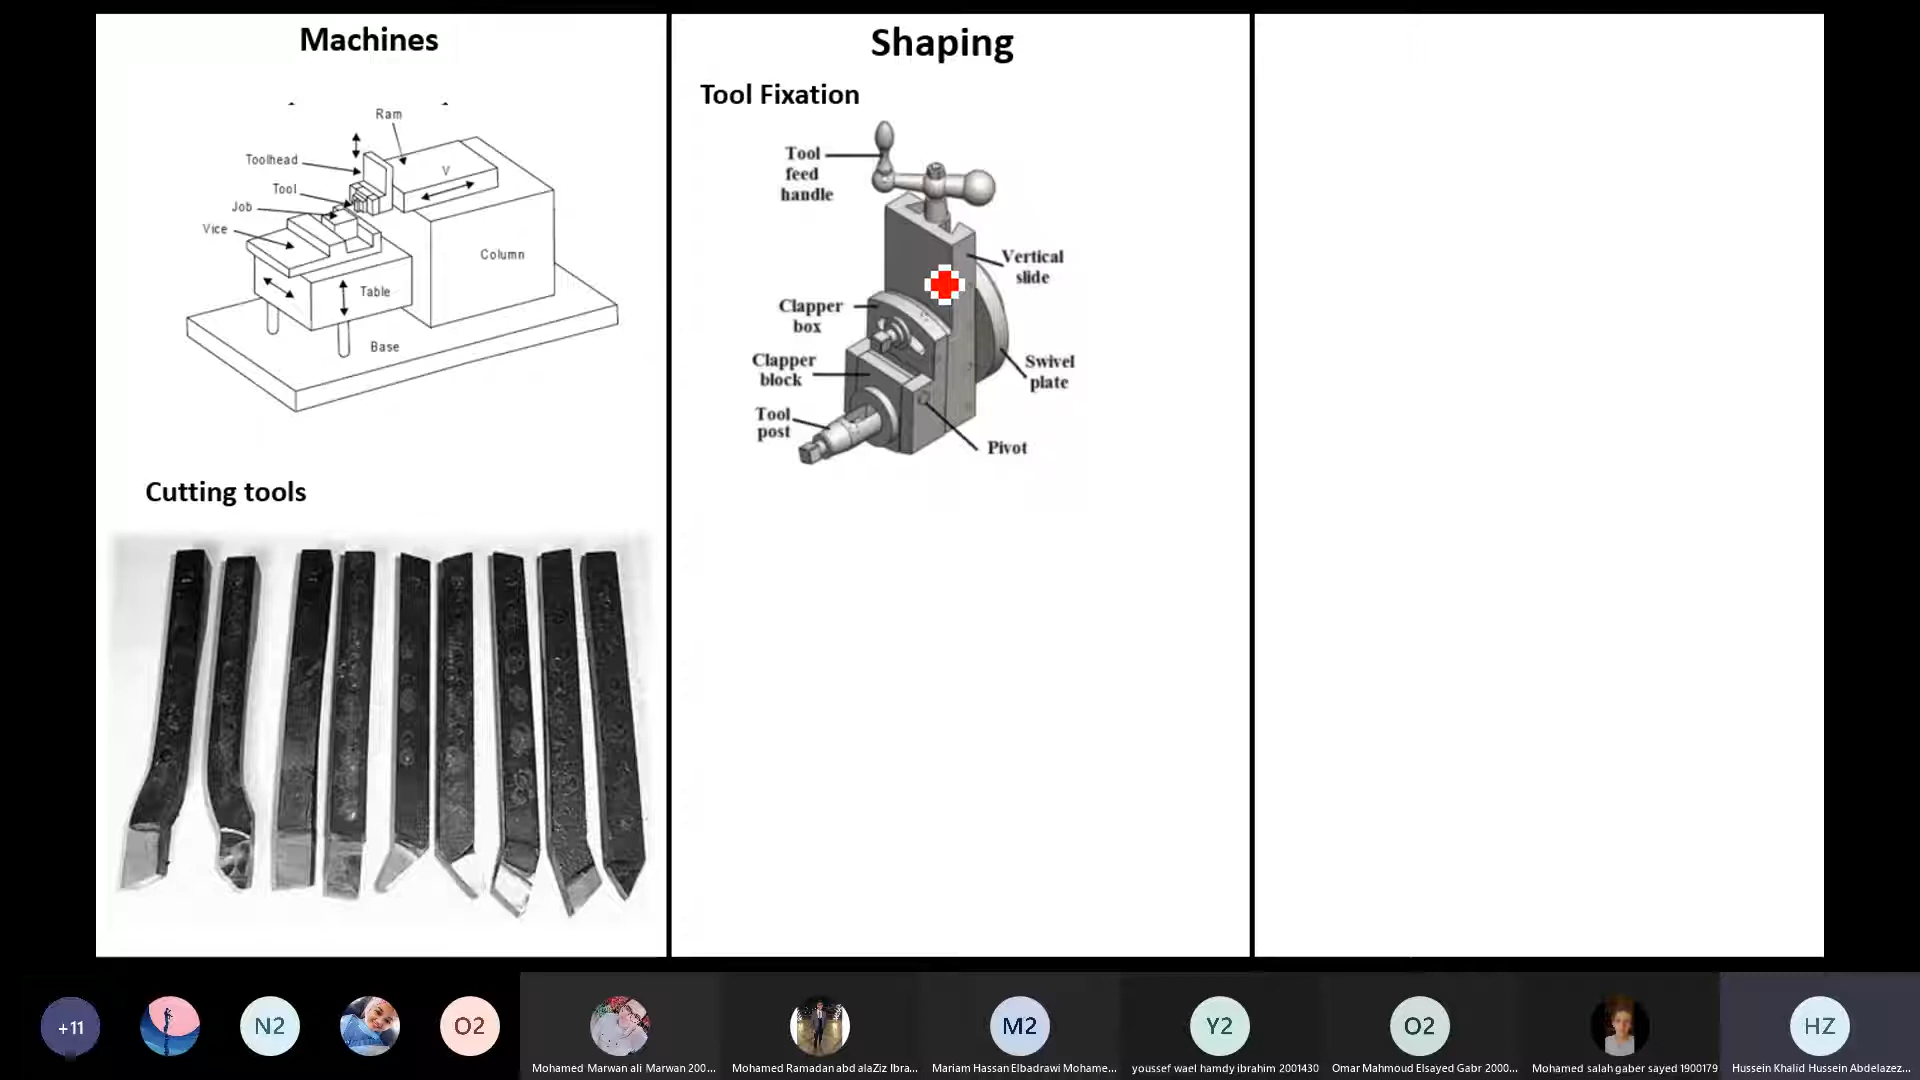 Machines
Ram
Toolhead
V
Tool
Job
Vice
Column
Table
Base
Cutting tools
Shaping
Tool Fixation
Tool
feed
handle
Vertical
slide
Clapper
box
Clapper
block
Swivel
plate
Tool
post
Pivot
+11
N2
O2
M2
Y2
O2
HZ
Mohamed Marwan ali Marwan 200...
Mohamed Ramadan abd alaZiz Ibra...
Mariam Hassan Elbadrawi Mohame...
youssef wael hamdy ibrahim 2001430
Omar Mahmoud Elsayed Gabr 2000...
Mohamed salah gaber sayed 1900179
Hussein Khalid Hussein Abdelazez...